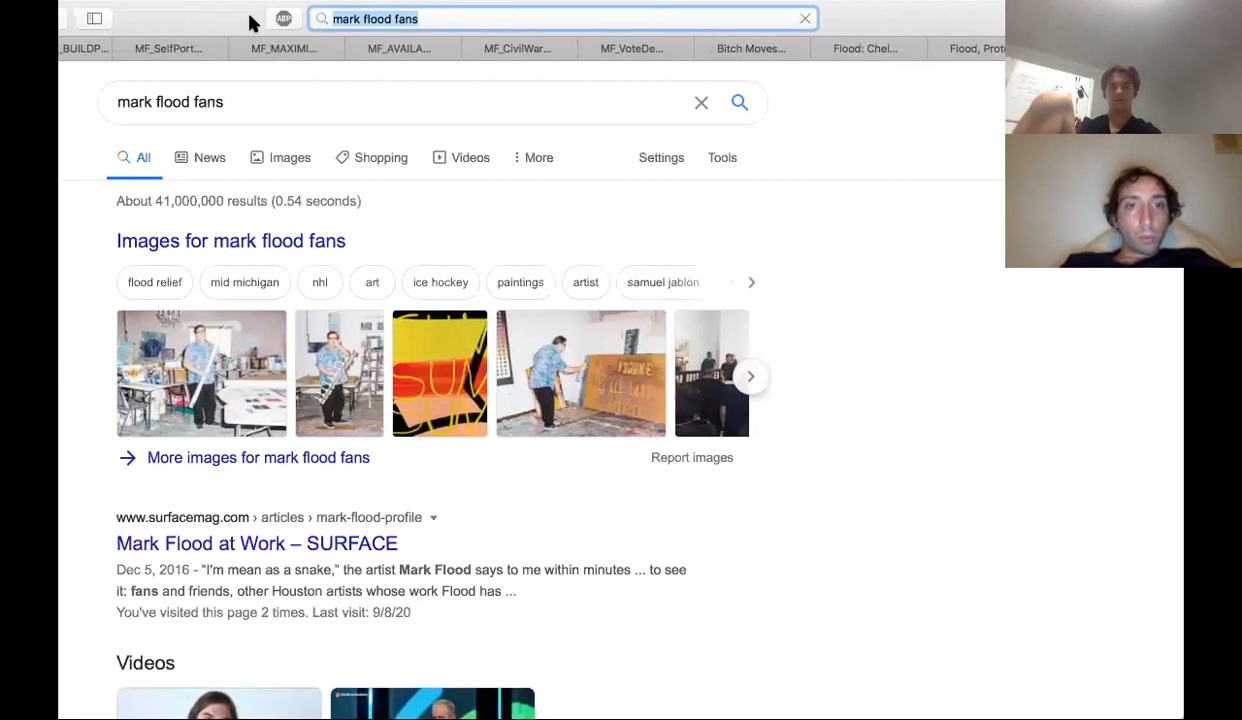 ABP
mark flood fans
_BUILDP...
MF_SelfPort...
MF_MAXIMI...
MF_AVAILA...
MF_CivilWar...
MF_VoteDe...
Bitch Moves...
Flood: Chel...
Flood, Prot
mark flood fans
All
News
Images
Shopping
Videos
More
Settings
Tools
About 41,000,000 results (0.54 seconds)
Images for mark flood fans
flood relief
mid michigan
nhl
art
ice hockey
paintings
artist
samuel jablon
More images for mark flood fans
Report images
www.surfacemag.com › articles › mark-flood-profile
Mark Flood at Work – SURFACE
Dec 5, 2016 - “I'm mean as a snake,” the artist Mark Flood says to me within minutes ... to see
it: fans and friends, other Houston artists whose work Flood has ...
You've visited this page 2 times. Last visit: 9/8/20
Videos